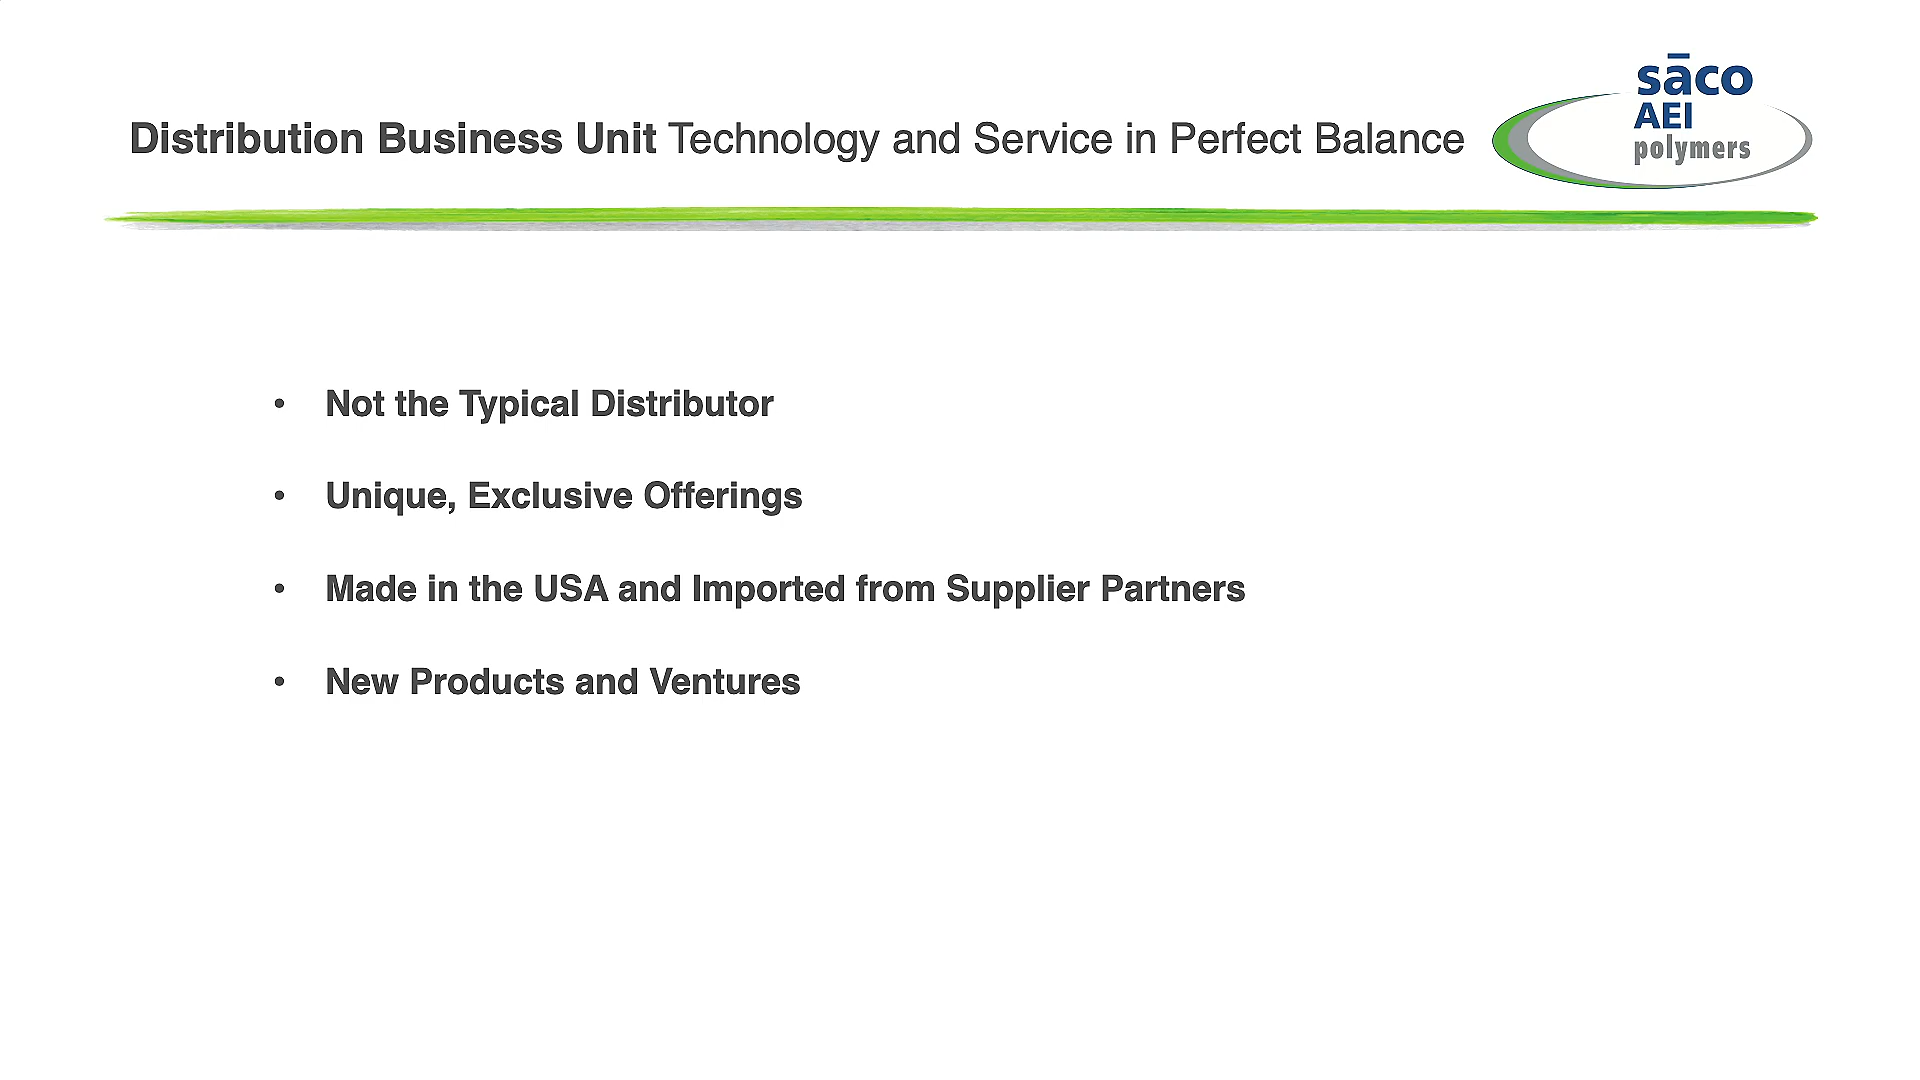 sāco
AEI
polymers
Distribution Business Unit Technology and Service in Perfect Balance
• Not the Typical Distributor
• Unique, Exclusive Offerings
• Made in the USA and Imported from Supplier Partners
• New Products and Ventures